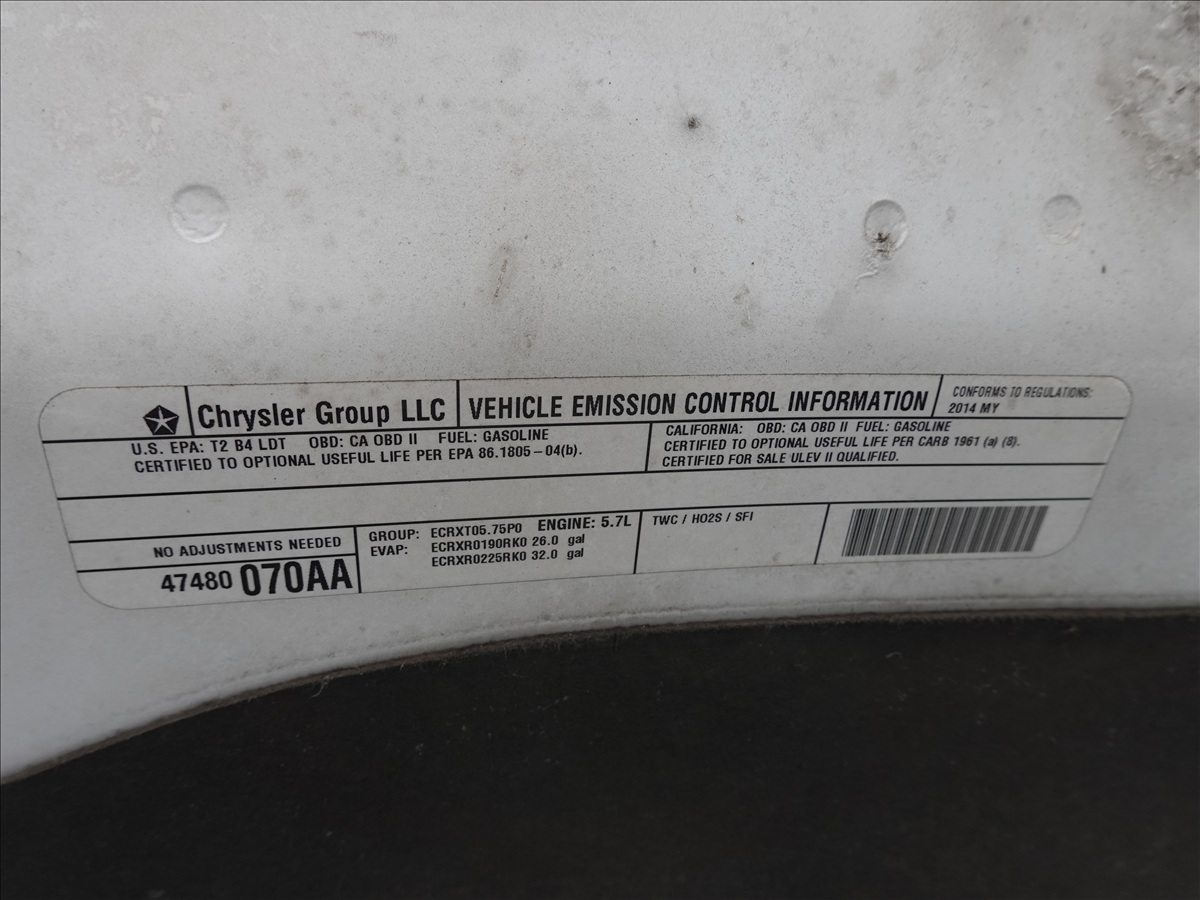 Chrysler Group LLC
VEHICLE EMISSION CONTROL INFORMATION
CONFORMS TO REGULATIONS:
2014 MY
U.S. EPA: T2 B4 LDT OBD: CA OBD II FUEL: GASOLINE
CERTIFIED TO OPTIONAL USEFUL LIFE PER EPA 86.1805-04(b).
CALIFORNIA: OBD: CA OBD II FUEL: GASOLINE
CERTIFIED TO OPTIONAL USEFUL LIFE PER CARB 1961 (a) (8).
CERTIFIED FOR SALE ULEV II QUALIFIED.
NO ADJUSTMENTS NEEDED
47480 070AA
GROUP: ECRXT05.75P0 ENGINE: 5.7L
EVAP: ECRXR0190RK0 26.0 gal
ECRXR0225RK0 32.0 gal
TWC / HO2S / SFI